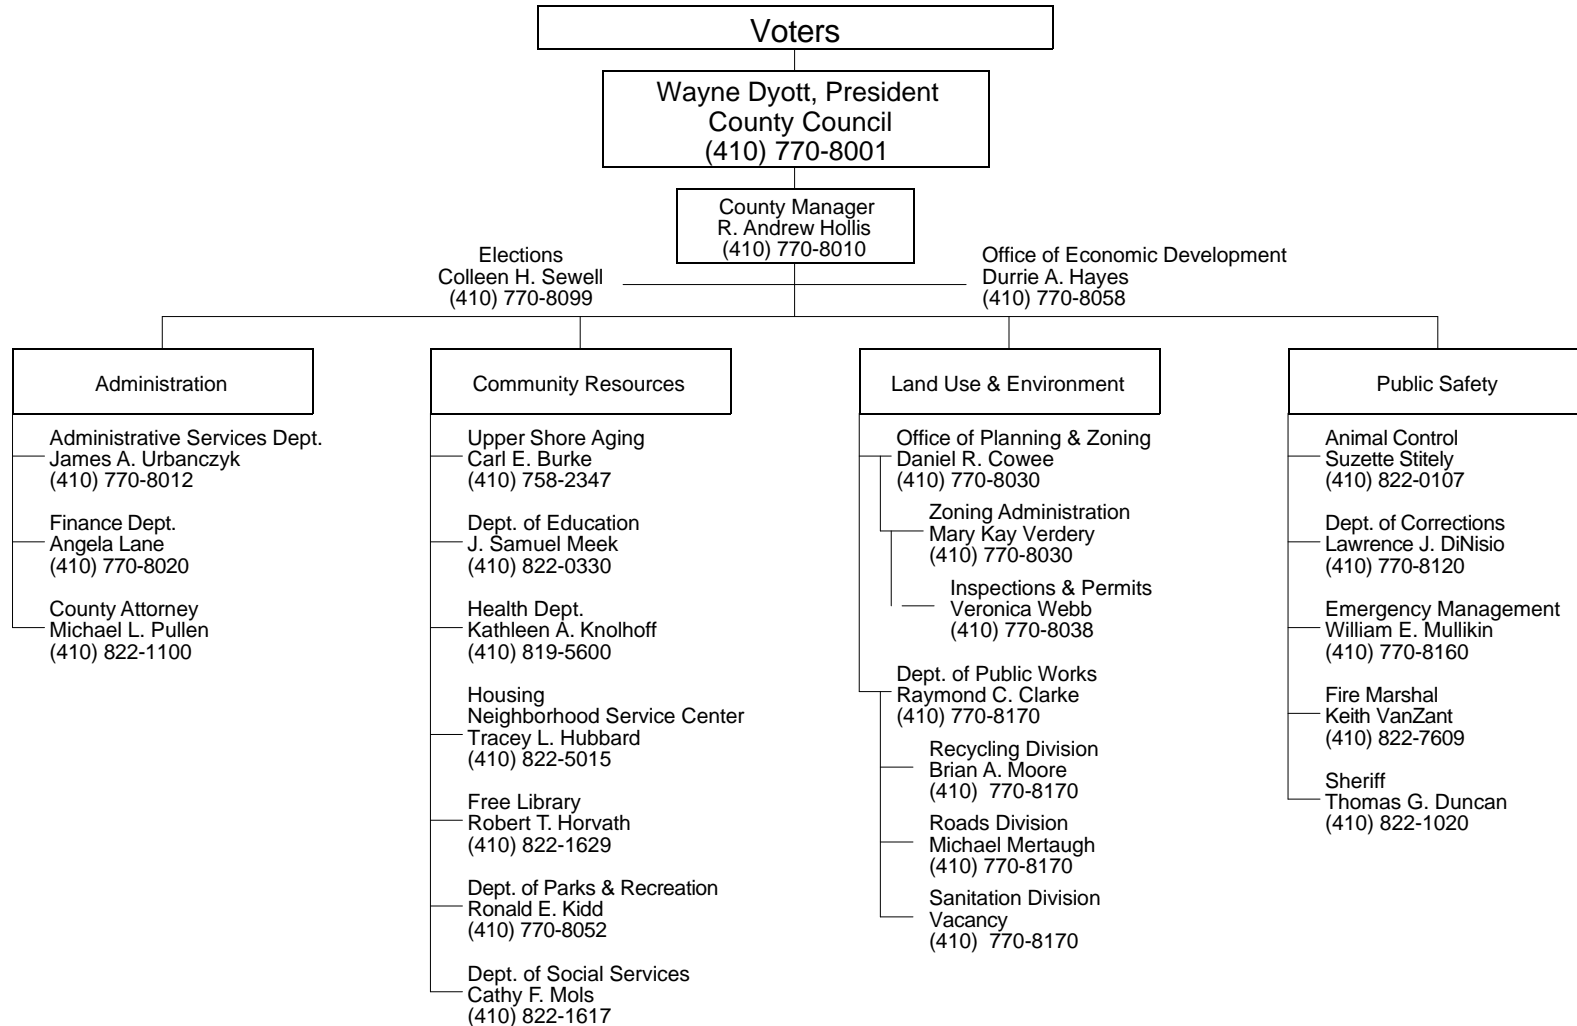 Voters
Wayne Dyott, President
County Council
(410) 770-8001
County Manager
R. Andrew Hollis
(410) 770-8010
Elections
Colleen H. Sewell
(410) 770-8099
Office of Economic Development
Durrie A. Hayes
(410) 770-8058
Administration
Administrative Services Dept.
James A. Urbanczyk
(410) 770-8012
Finance Dept.
Angela Lane
(410) 770-8020
County Attorney
Michael L. Pullen
(410) 822-1100
Community Resources
Upper Shore Aging
Carl E. Burke
(410) 758-2347
Dept. of Education
J. Samuel Meek
(410) 822-0330
Health Dept.
Kathleen A. Knolhoff
(410) 819-5600
Housing
Neighborhood Service Center
Tracey L. Hubbard
(410) 822-5015
Free Library
Robert T. Horvath
(410) 822-1629
Dept. of Parks & Recreation
Ronald E. Kidd
(410) 770-8052
Dept. of Social Services
Cathy F. Mols
(410) 822-1617
Land Use & Environment
Office of Planning & Zoning
Daniel R. Cowee
(410) 770-8030
Zoning Administration
Mary Kay Verdery
(410) 770-8030
Inspections & Permits
Veronica Webb
(410) 770-8038
Dept. of Public Works
Raymond C. Clarke
(410) 770-8170
Recycling Division
Brian A. Moore
(410) 770-8170
Roads Division
Michael Mertaugh
(410) 770-8170
Sanitation Division
Vacancy
(410) 770-8170
Public Safety
Animal Control
Suzette Stitely
(410) 822-0107
Dept. of Corrections
Lawrence J. DiNisio
(410) 770-8120
Emergency Management
William E. Mullikin
(410) 770-8160
Fire Marshal
Keith VanZant
(410) 822-7609
Sheriff
Thomas G. Duncan
(410) 822-1020